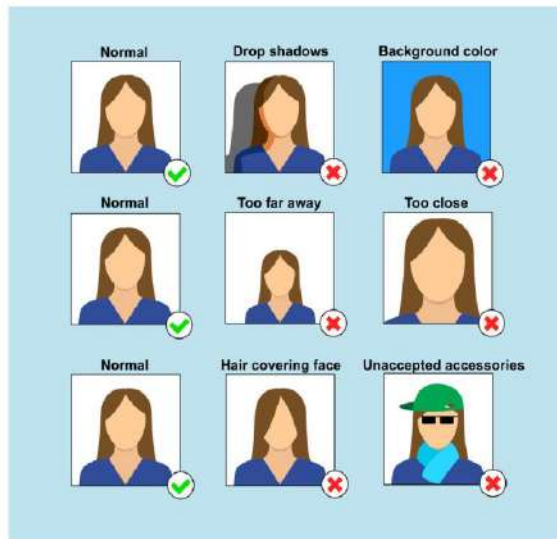 Normal
Drop shadows
Background color
Normal
Too far away
Too close
Normal
Hair covering face
Unaccepted accessories